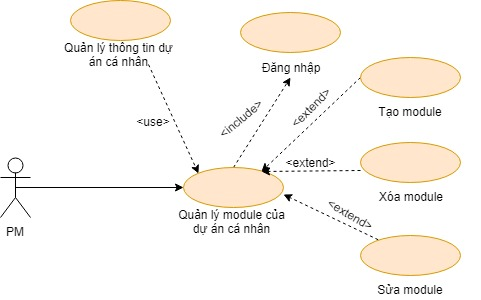 Quản lý thông tin dự
án cá nhân
Đăng nhập
<use>
<include>
<extend>
Tạo module
<extend>
Xóa module
Quản lý module của
dự án cá nhân
<extend>
PM
Sửa module